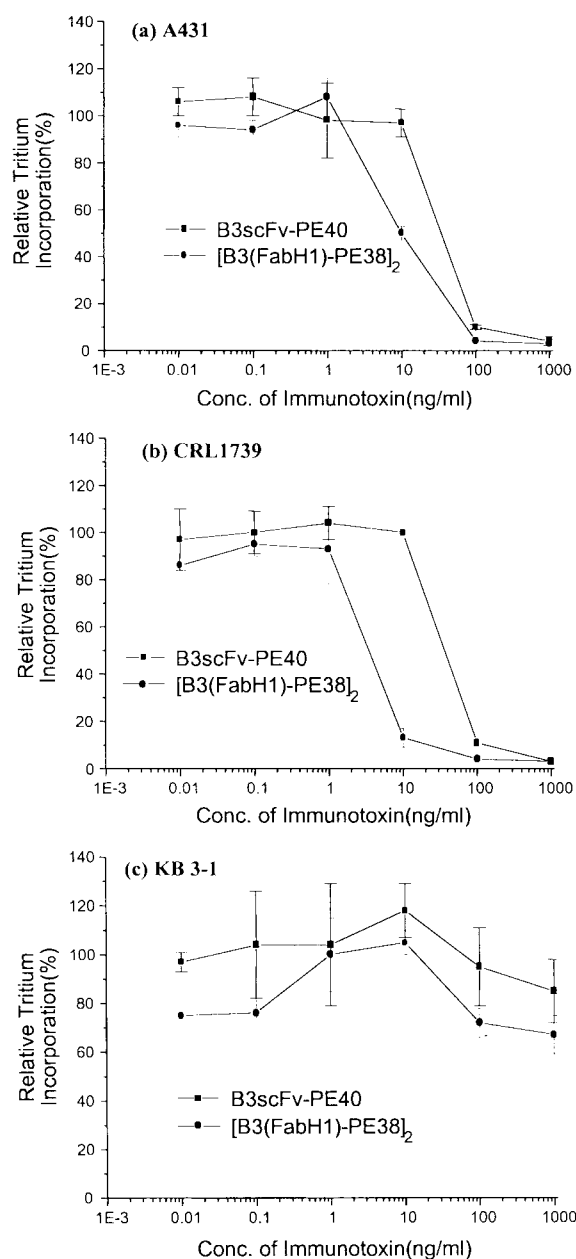 (a) A431
140
120
100
80
60
40
20
0
Relative Tritium
Incorporation(%)
B3scFv-PE40
[B3(FabH1)-PE38]2
1E-3 0.01 0.1 1 10 100 1000
Conc. of Immunotoxin(ng/ml)
(b) CRL1739
140
120
100
80
60
40
20
0
Relative Tritium
Incorporation(%)
B3scFv-PE40
[B3(FabH1)-PE38]2
1E-3 0.01 0.1 1 10 100 1000
Conc. of Immunotoxin(ng/ml)
(c) KB 3-1
140
120
100
80
60
40
20
0
Relative Tritium
Incorporation(%)
B3scFv-PE40
[B3(FabH1)-PE38]2
1E-3 0.01 0.1 1 10 100 1000
Conc. of Immunotoxin(ng/ml)